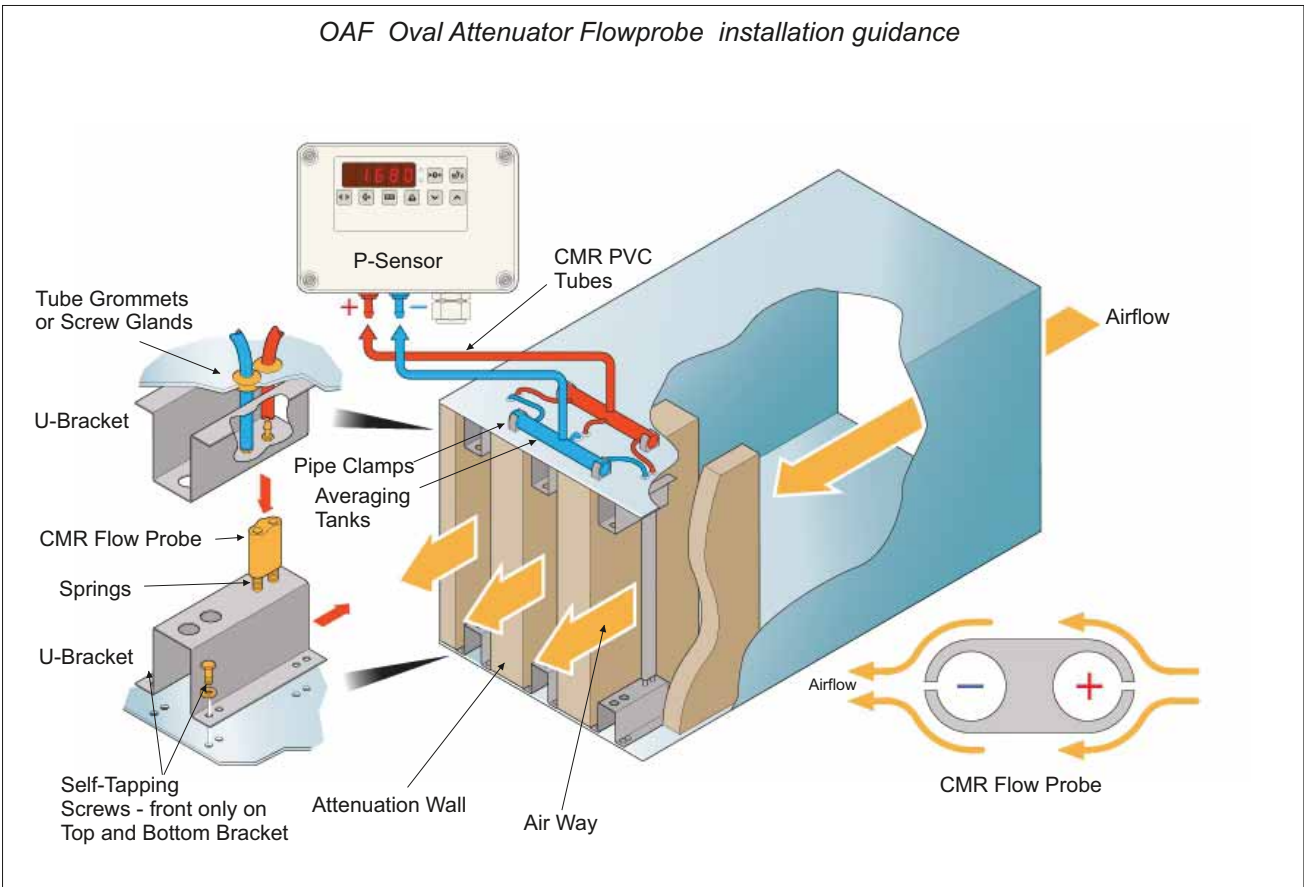 OAF Oval Attenuator Flowprobe installation guidance
1680
P-Sensor
+
−
CMR PVC
Tubes
Tube Grommets
or Screw Glands
Airflow
U-Bracket
Pipe Clamps
Averaging
Tanks
CMR Flow Probe
Springs
U-Bracket
Airflow
−
+
CMR Flow Probe
Self-Tapping
Screws - front only on
Top and Bottom Bracket
Attenuation Wall
Air Way